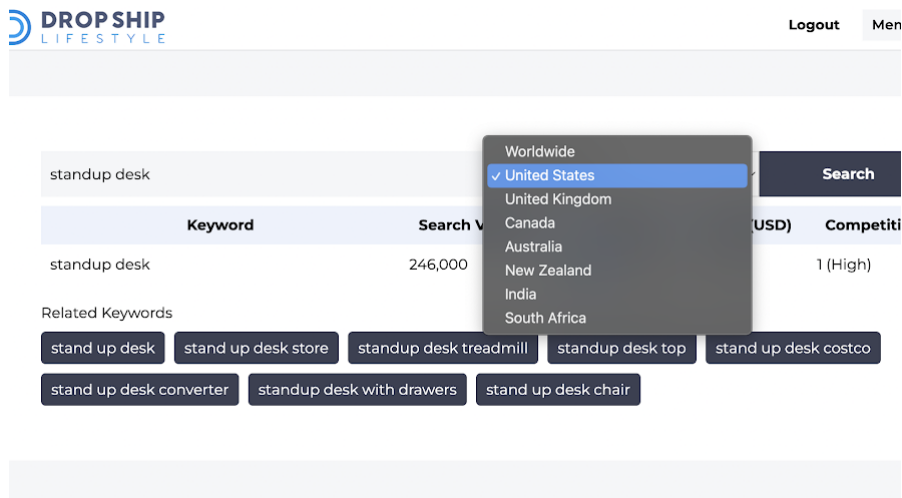 DROP SHIP
LIFESTYLE
Logout Men
standup desk
Worldwide
✓ United States
United Kingdom
Canada
Australia
New Zealand
India
South Africa
Search
Keyword Search V (USD) Competiti
standup desk 246,000 1 (High)
Related Keywords
stand up desk stand up desk store standup desk treadmill standup desk top stand up desk costco
stand up desk converter standup desk with drawers stand up desk chair